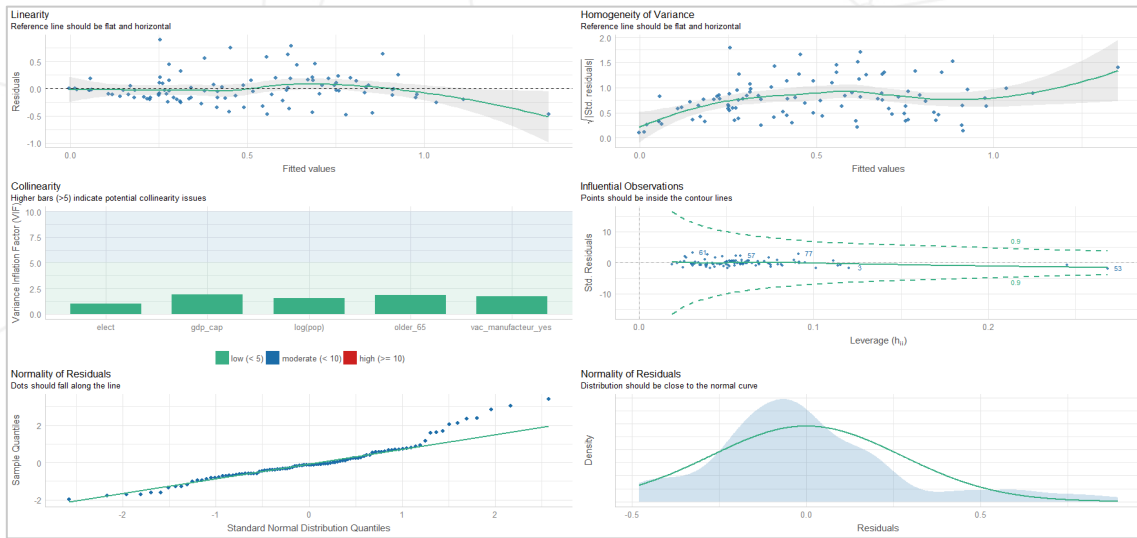 Linearity
Reference line should be flat and horizontal
Residuals
0.5
0.0
-0.5
-1.0
0.0
0.5
1.0
Fitted values
Homogeneity of Variance
Reference line should be flat and horizontal
√|Std. residuals|
2.0
1.5
1.0
0.5
0.0
0.0
0.5
1.0
Fitted values
Collinearity
Higher bars (>5) indicate potential collinearity issues
Variance Inflation Factor (VIF)
10.0
7.5
5.0
2.5
0.0
elect
gdp_cap
log(pop)
older_65
vac_manufacteur_yes
low (< 5)
moderate (< 10)
high (>= 10)
Influential Observations
Points should be inside the contour lines
Std. Residuals
10
0
-10
0.9
61
57
77
3
53
0.9
0.0
0.1
0.2
Leverage (hii)
Normality of Residuals
Dots should fall along the line
Sample Quantiles
2
0
-2
-2
-1
0
1
2
Standard Normal Distribution Quantiles
Normality of Residuals
Distribution should be close to the normal curve
Density
-0.5
0.0
0.5
Residuals